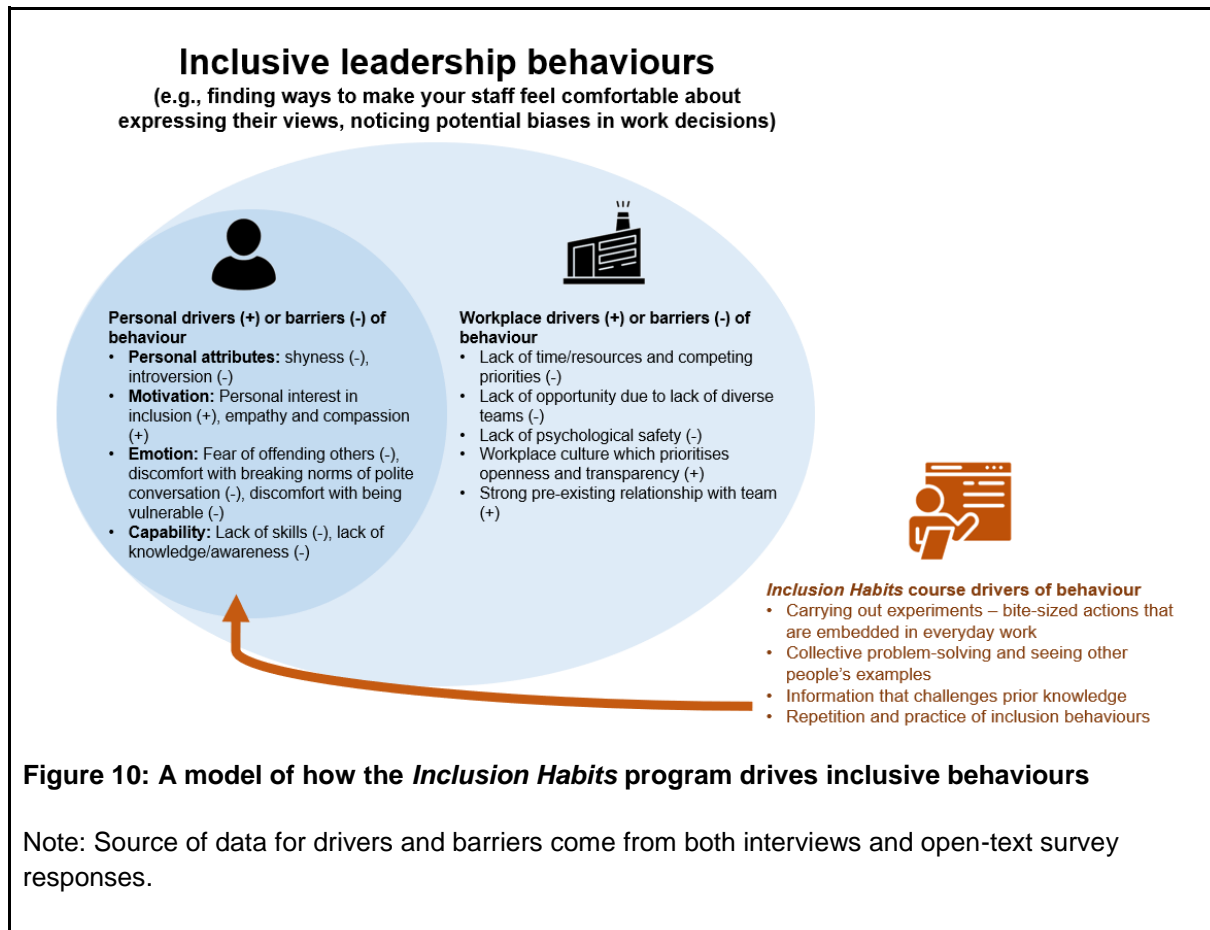 Inclusive leadership behaviours
(e.g., finding ways to make your staff feel comfortable about
expressing their views, noticing potential biases in work decisions)
Personal drivers (+) or barriers (-) of
behaviour
• Personal attributes: shyness (-),
introversion (-)
• Motivation: Personal interest in
inclusion (+), empathy and compassion
(+)
• Emotion: Fear of offending others (-),
discomfort with breaking norms of polite
conversation (-), discomfort with being
vulnerable (-)
• Capability: Lack of skills (-), lack of
knowledge/awareness (-)
Workplace drivers (+) or barriers (-) of
behaviour
• Lack of time/resources and competing
priorities (-)
• Lack of opportunity due to lack of diverse
teams (-)
• Lack of psychological safety (-)
• Workplace culture which prioritises
openness and transparency (+)
• Strong pre-existing relationship with team
(+)
Inclusion Habits course drivers of behaviour
• Carrying out experiments – bite-sized actions that
are embedded in everyday work
• Collective problem-solving and seeing other
people's examples
• Information that challenges prior knowledge
• Repetition and practice of inclusion behaviours
Figure 10: A model of how the Inclusion Habits program drives inclusive behaviours
Note: Source of data for drivers and barriers come from both interviews and open-text survey
responses.